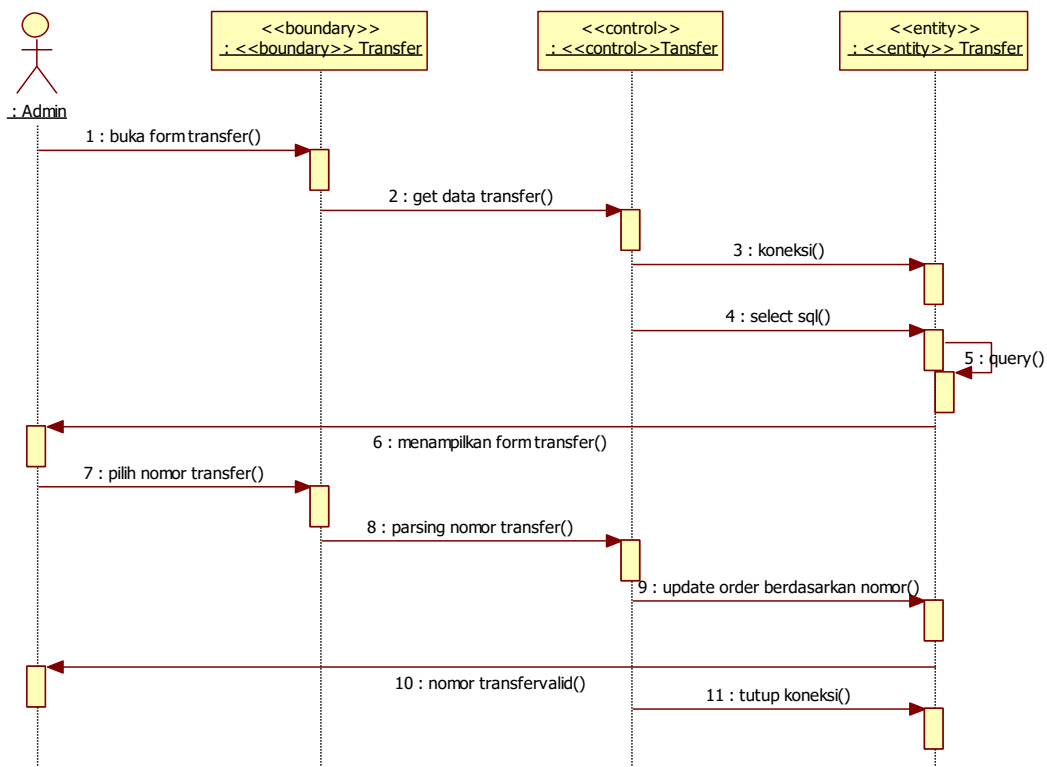 <<boundary>>
: <<boundary>> Transfer
<<control>>
: <<control>>Tansfer
<<entity>>
: <<entity>> Transfer
: Admin
1 : buka form transfer()
2 : get data transfer()
3 : koneksi()
4 : select sql()
5 : query()
6 : menampilkan form transfer()
7 : pilih nomor transfer()
8 : parsing nomor transfer()
9 : update order berdasarkan nomor()
10 : nomor transfervalid()
11 : tutup koneksi()